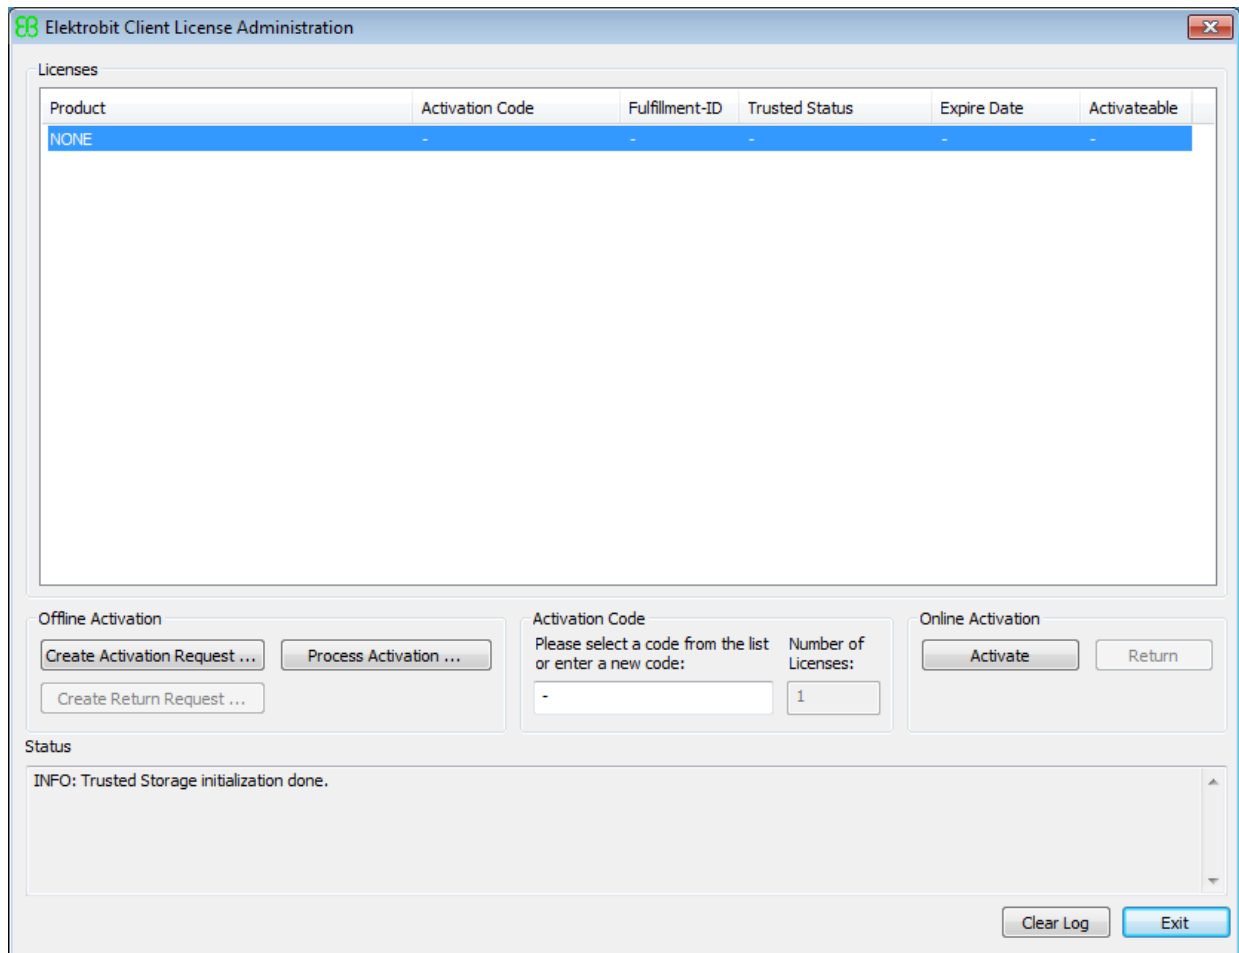 EB Elektrobit Client License Administration
Licenses
Product Activation Code Fulfillment-ID Trusted Status Expire Date Activateable
NONE - - - - -
Offline Activation
Create Activation Request ... Process Activation ...
Create Return Request ...
Activation Code
Please select a code from the list
or enter a new code:
-
Number of
Licenses:
1
Online Activation
Activate Return
Status
INFO: Trusted Storage initialization done.
Clear Log Exit